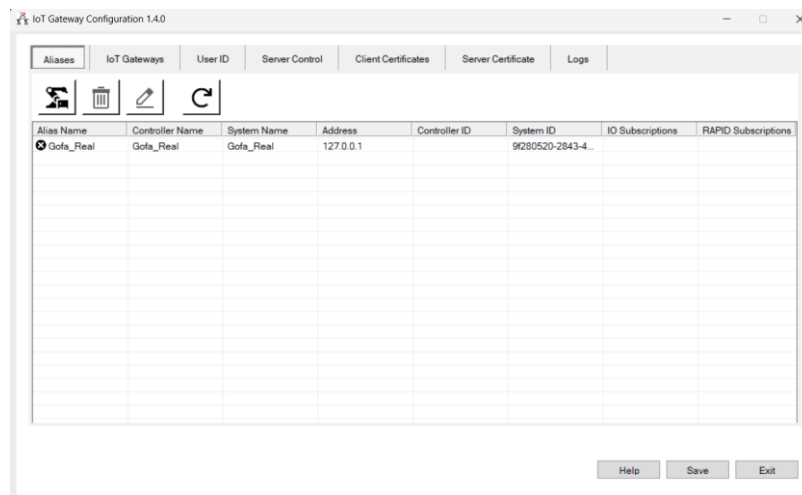 IoT Gateway Configuration 1.4.0
Aliases IoT Gateways User ID Server Control Client Certificates Server Certificate Logs
Alias Name Controller Name System Name Address Controller ID System ID IO Subscriptions RAPID Subscriptions
Gofa_Real Gofa_Real Gofa_Real 127.0.0.1 9f280520-2843-4...
Help Save Exit